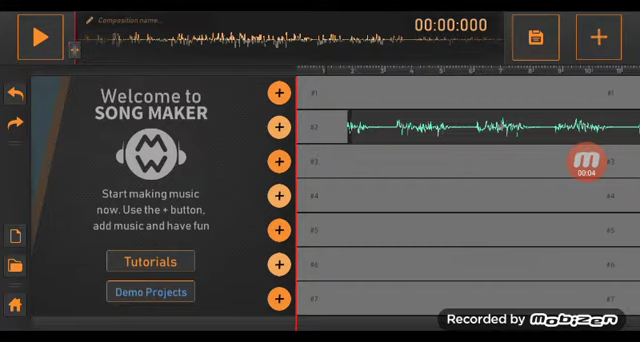 Composition name...
00:00:000
Welcome to
SONG MAKER
Start making music
now. Use the + button,
add music and have fun
Tutorials
Demo Projects
#1
#1
#2
#3
#3
#4
#4
#5
#5
#6
#6
#7
#7
00:04
Recorded by MOBIZEN